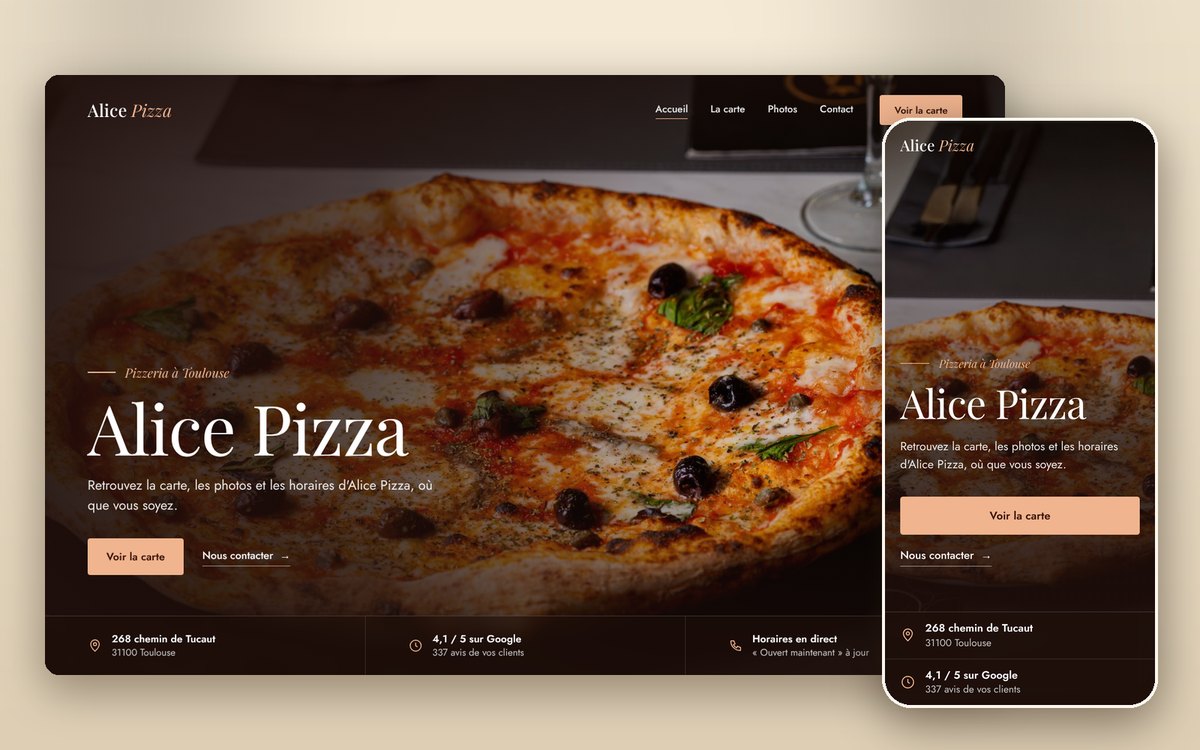 Alice Pizza
Accueil
La carte
Photos
Contact
Voir la carte
Pizzeria à Toulouse
Alice Pizza
Retrouvez la carte, les photos et les horaires d'Alice Pizza, où
que vous soyez.
Voir la carte
Nous contacter →
268 chemin de Tucaut
31100 Toulouse
4,1 / 5 sur Google
337 avis de vos clients
Horaires en direct
« Ouvert maintenant » à jour
Alice Pizza
Pizzeria à Toulouse
Alice Pizza
Retrouvez la carte, les photos et les horaires
d'Alice Pizza, où que vous soyez.
Voir la carte
Nous contacter →
268 chemin de Tucaut
31100 Toulouse
4,1 / 5 sur Google
337 avis de vos clients